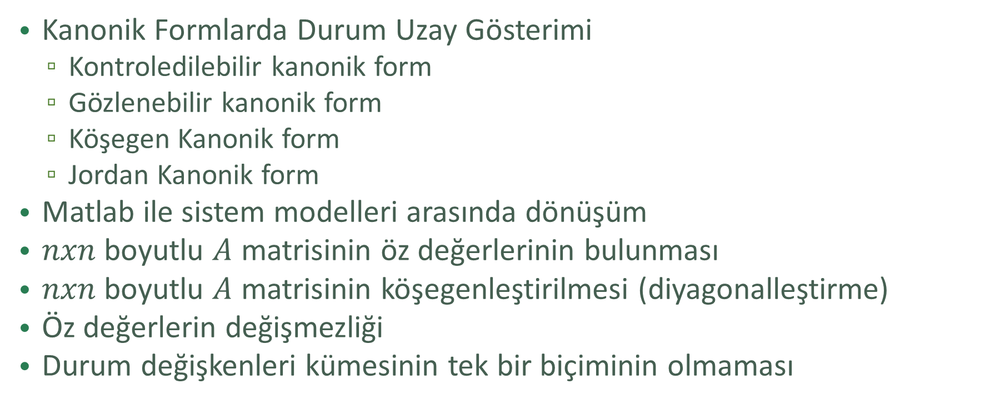 • Kanonik Formlarda Durum Uzay Gösterimi
▫ Kontroledilebilir kanonik form
▫ Gözlenebilir kanonik form
▫ Köşegen Kanonik form
▫ Jordan Kanonik form
• Matlab ile sistem modelleri arasında dönüşüm
• nxn boyutlu A matrisinin öz değerlerinin bulunması
• nxn boyutlu A matrisinin köşegenleştirilmesi (diyagonalleştirme)
• Öz değerlerin değişmezliği
• Durum değişkenleri kümesinin tek bir biçiminin olmaması